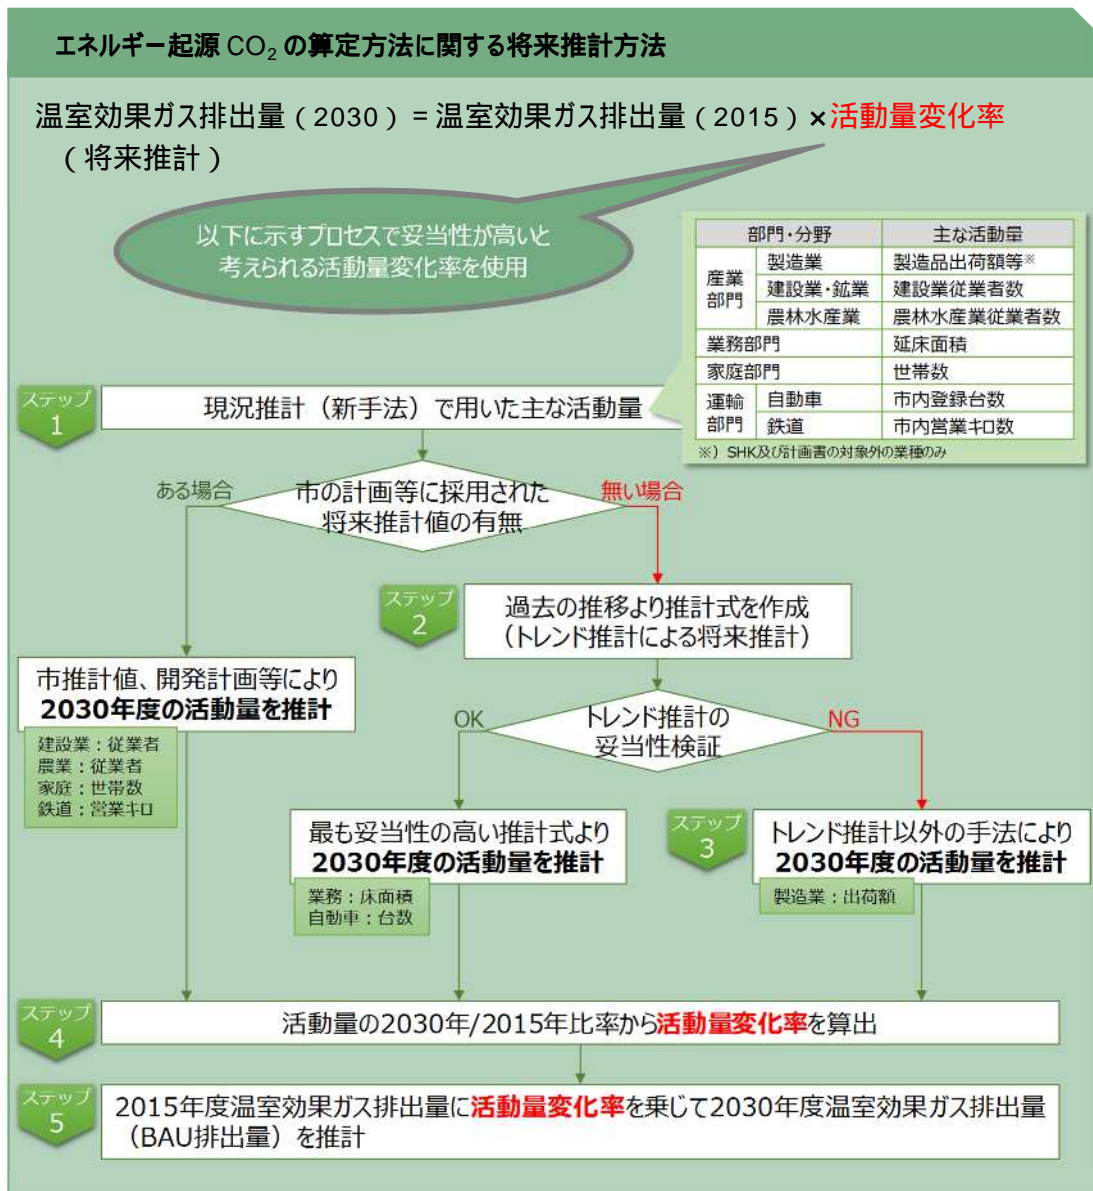 エネルギー起源 CO₂ の算定方法に関する将来推計方法
温室効果ガス排出量（2030）＝温室効果ガス排出量（2015）×活動量変化率
（将来推計）
以下に示すプロセスで妥当性が高いと
考えられる活動量変化率を使用
部門・分野 主な活動量
産業部門 製造業 製造品出荷額等※
建設業・鉱業 建設業従業者数
農林水産業 農林水産業従業者数
業務部門 延床面積
家庭部門 世帯数
運輸部門 自動車 市内登録台数
鉄道 市内営業キロ数
※）SHK及び計画書の対象外の業種のみ
ステップ
1
現況推計（新手法）で用いた主な活動量
ある場合
市の計画等に採用された
将来推計値の有無
無い場合
ステップ
2
過去の推移より推計式を作成
（トレンド推計による将来推計）
市推計値、開発計画等により
2030年度の活動量を推計
建設業：従業者
農業：従業者
家庭：世帯数
鉄道：営業キロ
OK
トレンド推計の
妥当性検証
NG
最も妥当性の高い推計式より
2030年度の活動量を推計
業務：床面積
自動車：台数
ステップ
3
トレンド推計以外の手法により
2030年度の活動量を推計
製造業：出荷額
ステップ
4
活動量の2030年/2015年比率から活動量変化率を算出
ステップ
5
2015年度温室効果ガス排出量に活動量変化率を乗じて2030年度温室効果ガス排出量
（BAU排出量）を推計